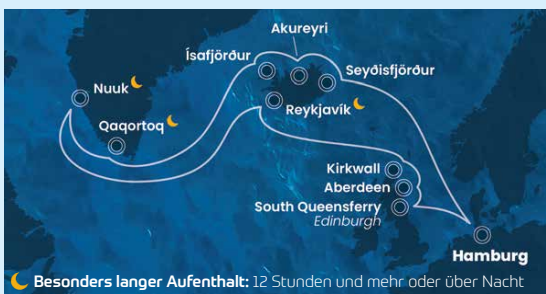 Akureyri
Ísafjörður
Seyðisfjörður
Nuuk
Reykjavík
Qaqortoq
Kirkwall
Aberdeen
South Queensferry
Edinburgh
Hamburg
Besonders langer Aufenthalt: 12 Stunden und mehr oder über Nacht